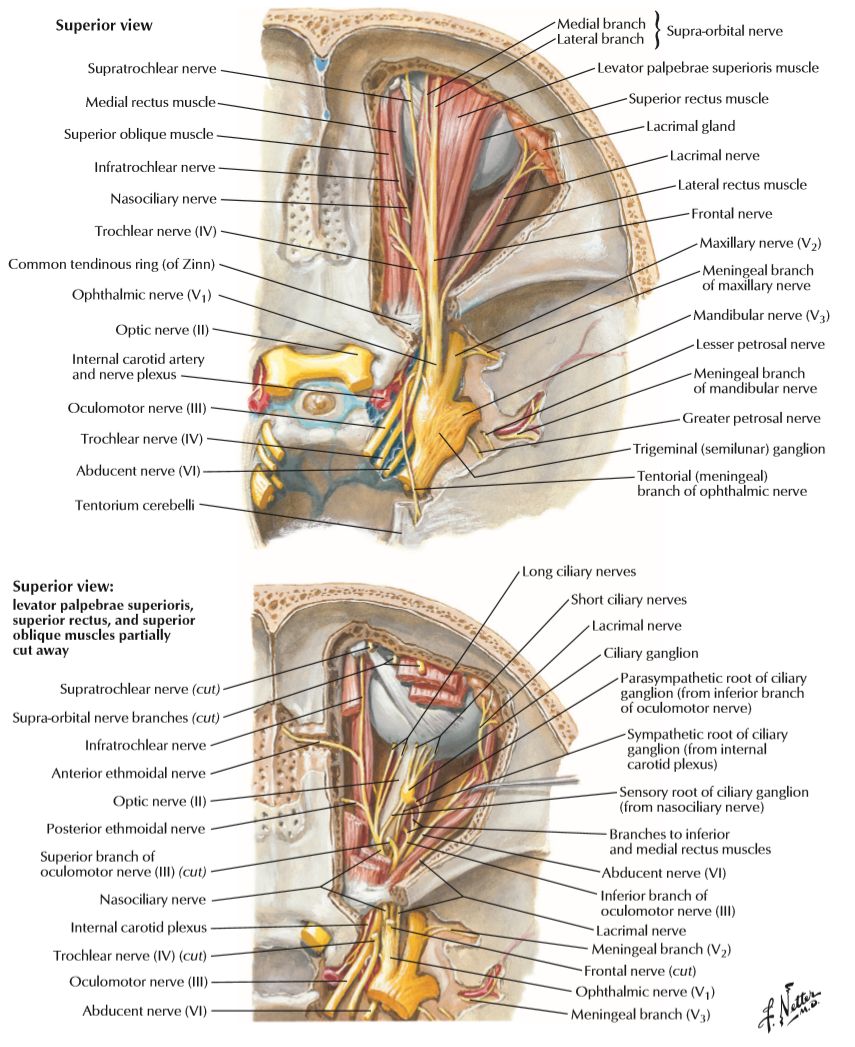 Superior view
Medial branch
Lateral branch
Supra-orbital nerve
Supratrochlear nerve
Medial rectus muscle
Superior oblique muscle
Infratrochlear nerve
Nasociliary nerve
Trochlear nerve (IV)
Common tendinous ring (of Zinn)
Ophthalmic nerve (V1)
Optic nerve (II)
Internal carotid artery
and nerve plexus
Oculomotor nerve (III)
Trochlear nerve (IV)
Abducent nerve (VI)
Tentorium cerebelli
Levator palpebrae superioris muscle
Superior rectus muscle
Lacrimal gland
Lacrimal nerve
Lateral rectus muscle
Frontal nerve
Maxillary nerve (V2)
Meningeal branch
of maxillary nerve
Mandibular nerve (V3)
Lesser petrosal nerve
Meningeal branch
of mandibular nerve
Greater petrosal nerve
Trigeminal (semilunar) ganglion
Tentorial (meningeal)
branch of ophthalmic nerve
Superior view:
levator palpebrae superioris,
superior rectus, and superior
oblique muscles partially
cut away
Supratrochlear nerve (cut)
Supra-orbital nerve branches (cut)
Infratrochlear nerve
Anterior ethmoidal nerve
Optic nerve (II)
Posterior ethmoidal nerve
Superior branch of
oculomotor nerve (III) (cut)
Nasociliary nerve
Internal carotid plexus
Trochlear nerve (IV) (cut)
Oculomotor nerve (III)
Abducent nerve (VI)
Long ciliary nerves
Short ciliary nerves
Lacrimal nerve
Ciliary ganglion
Parasympathetic root of ciliary
ganglion (from inferior branch
of oculomotor nerve)
Sympathetic root of ciliary
ganglion (from internal
carotid plexus)
Sensory root of ciliary ganglion
(from nasociliary nerve)
Branches to inferior
and medial rectus muscles
Abducent nerve (VI)
Inferior branch of
oculomotor nerve (III)
Lacrimal nerve
Meningeal branch (V2)
Frontal nerve (cut)
Ophthalmic nerve (V1)
Meningeal branch (V3)
F. Netter
M.D.